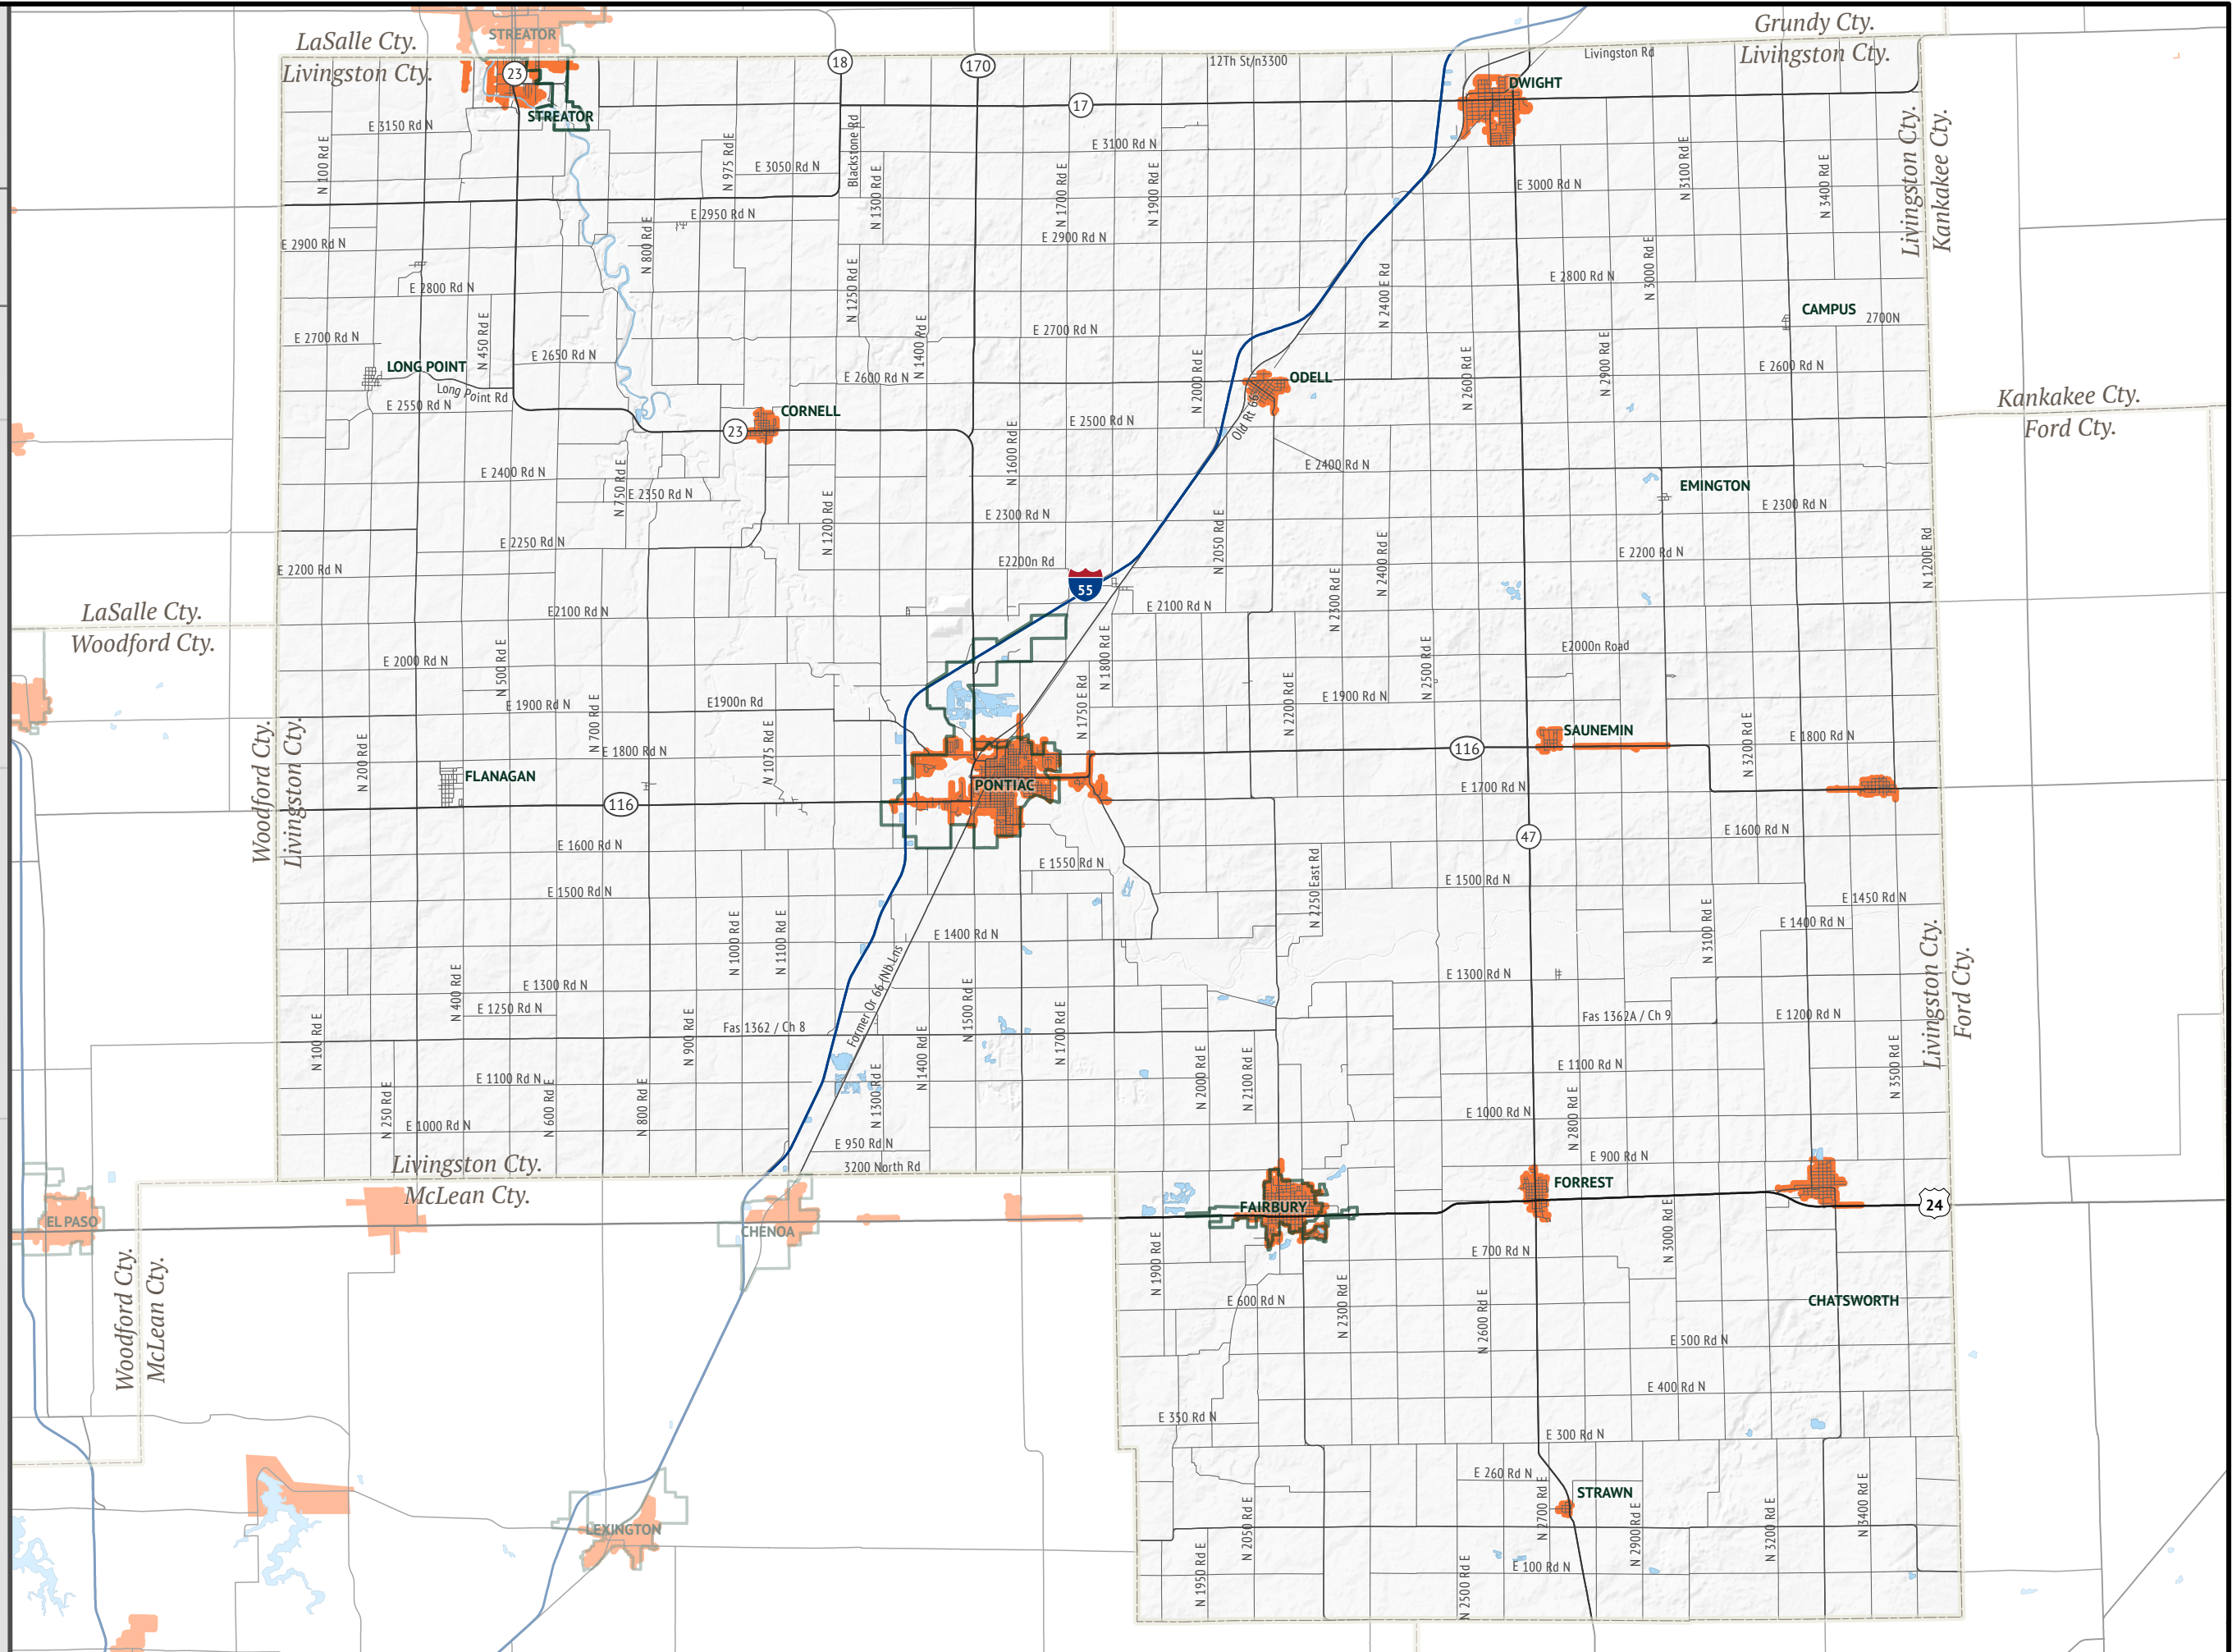 STREATOR
LaSalle Cty.
Livingston Cty.
Grundy Cty.
Livingston Cty.
23
18
170
12Th St/n3300
Livingston Rd
DWIGHT
17
STREATOR
E 3150 Rd N
N 100 Rd E
N 975 Rd E
Blackstone Rd
E 3100 Rd N
E 3050 Rd N
N 1300 Rd E
N 1700 Rd E
N 1900 Rd E
E 3000 Rd N
N 3100 Rd E
N 3400 Rd E
Livingston Cty.
Kankakee Cty.
E 2950 Rd N
E 2900 Rd N
N 800 Rd E
E 2900 Rd N
E 2800 Rd N
N 1250 Rd E
N 2400 E Rd
E 2800 Rd N
N 3000 Rd E
CAMPUS
2700N
E 2700 Rd N
N 450 Rd E
E 2650 Rd N
N 1400 Rd E
E 2700 Rd N
N 2000 Rd E
N 2600 Rd E
N 2900 Rd E
E 2600 Rd N
LONG POINT
Long Point Rd
E 2550 Rd N
E 2600 Rd N
ODELL
Old Rt 66
CORNELL
23
E 2500 Rd N
Kankakee Cty.
Ford Cty.
E 2400 Rd N
N 750 Rd E
E 2350 Rd N
N 1200 Rd E
N 1600 Rd E
E 2400 Rd N
EMINGTON
E 2300 Rd N
E 2300 Rd N
E 2250 Rd N
E 2200 Rd N
E2200n Rd
N 2050 Rd E
N 2400 Rd E
E 2200 Rd N
N 1200E Rd
55
LaSalle Cty.
Woodford Cty.
E2100 Rd N
E 2100 Rd N
N 2300 Rd E
E 2000 Rd N
N 500 Rd E
N 1800 Rd E
N 2500 Rd E
E2000n Road
E 1900 Rd N
N 700 Rd E
E1900n Rd
N 1750 E Rd
N 2200 Rd E
E 1900 Rd N
Woodford Cty.
Livingston Cty.
N 200 Rd E
E 1800 Rd N
N 1075 Rd E
116
SAUNEMIN
N 3200 Rd E
E 1800 Rd N
FLANAGAN
PONTIAC
E 1700 Rd N
116
47
E 1600 Rd N
E 1600 Rd N
E 1550 Rd N
E 1500 Rd N
N 2250 East Rd
E 1500 Rd N
E 1450 Rd N
N 1000 Rd E
N 1100 Rd E
E 1400 Rd N
N 3100 Rd E
E 1400 Rd N
N 400 Rd E
E 1300 Rd N
E 1250 Rd N
E 1300 Rd N
Livingston Cty.
Ford Cty.
N 100 Rd E
N 900 Rd E
Fas 1362 / Ch 8
Former Or 66 (Nb Lns
N 1500 Rd E
N 1700 Rd E
Fas 1362A / Ch 9
E 1200 Rd N
N 1400 Rd E
N 2000 Rd E
N 2100 Rd E
E 1100 Rd N
N 3500 Rd E
E 1100 Rd N
N 250 Rd E
N 600 Rd E
N 800 Rd E
N 1300 Rd E
E 1000 Rd N
E 1000 Rd N
N 2800 Rd E
E 950 Rd N
3200 North Rd
E 900 Rd N
Livingston Cty.
McLean Cty.
FORREST
FAIRBURY
24
EL PASO
CHENOA
Woodford Cty.
McLean Cty.
N 1900 Rd E
E 700 Rd N
N 3000 Rd E
E 600 Rd N
N 2300 Rd E
N 2600 Rd E
CHATSWORTH
E 500 Rd N
E 400 Rd N
E 350 Rd N
E 300 Rd N
E 260 Rd N
STRAWN
N 2700 Rd E
N 2050 Rd E
N 2900 Rd E
N 3200 Rd E
N 3400 Rd E
LEXINGTON
N 1950 Rd E
N 2500 Rd E
E 100 Rd N